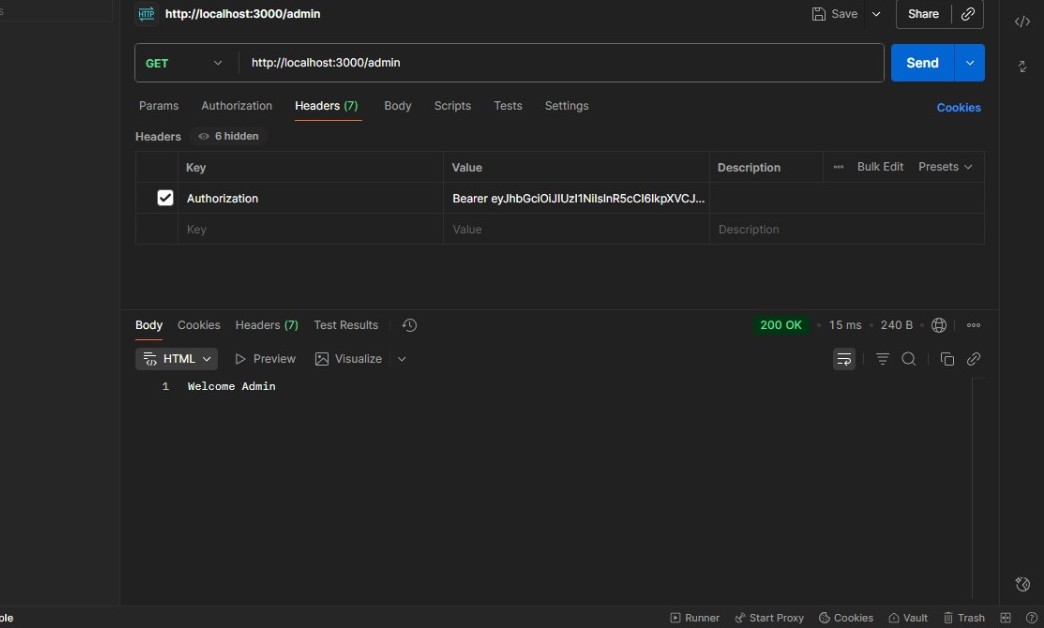 HTTP http://localhost:3000/admin Save Share
GET http://localhost:3000/admin Send
Params Authorization Headers (7) Body Scripts Tests Settings Cookies
Headers 6 hidden
Key Value Description Bulk Edit Presets
Authorization Bearer eyJhbGciOiJIUzI1NiIsInR5cCI6IkpXVCJ...
Key Value Description
Body Cookies Headers (7) Test Results 200 OK • 15 ms • 240 B
HTML Preview Visualize
1 Welcome Admin
Runner Start Proxy Cookies Vault Trash